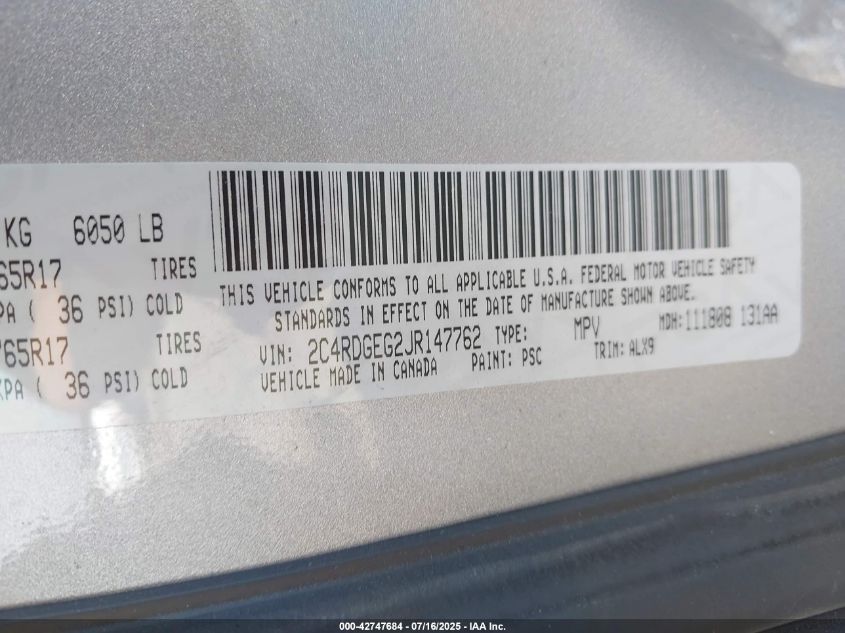 KG 6050 LB
65R17 TIRES
PA ( 36 PSI) COLD
65R17 TIRES
KPA ( 36 PSI) COLD
THIS VEHICLE CONFORMS TO ALL APPLICABLE U.S.A. FEDERAL MOTOR VEHICLE SAFETY
STANDARDS IN EFFECT ON THE DATE OF MANUFACTURE SHOWN ABOVE.
VIN: 2C4RDGEG2JR147762 TYPE: MPV MDH:111808 131AA
VEHICLE MADE IN CANADA PAINT: PSC TRIM: ALX9
000-42747684 - 07/16/2025 - IAA Inc.